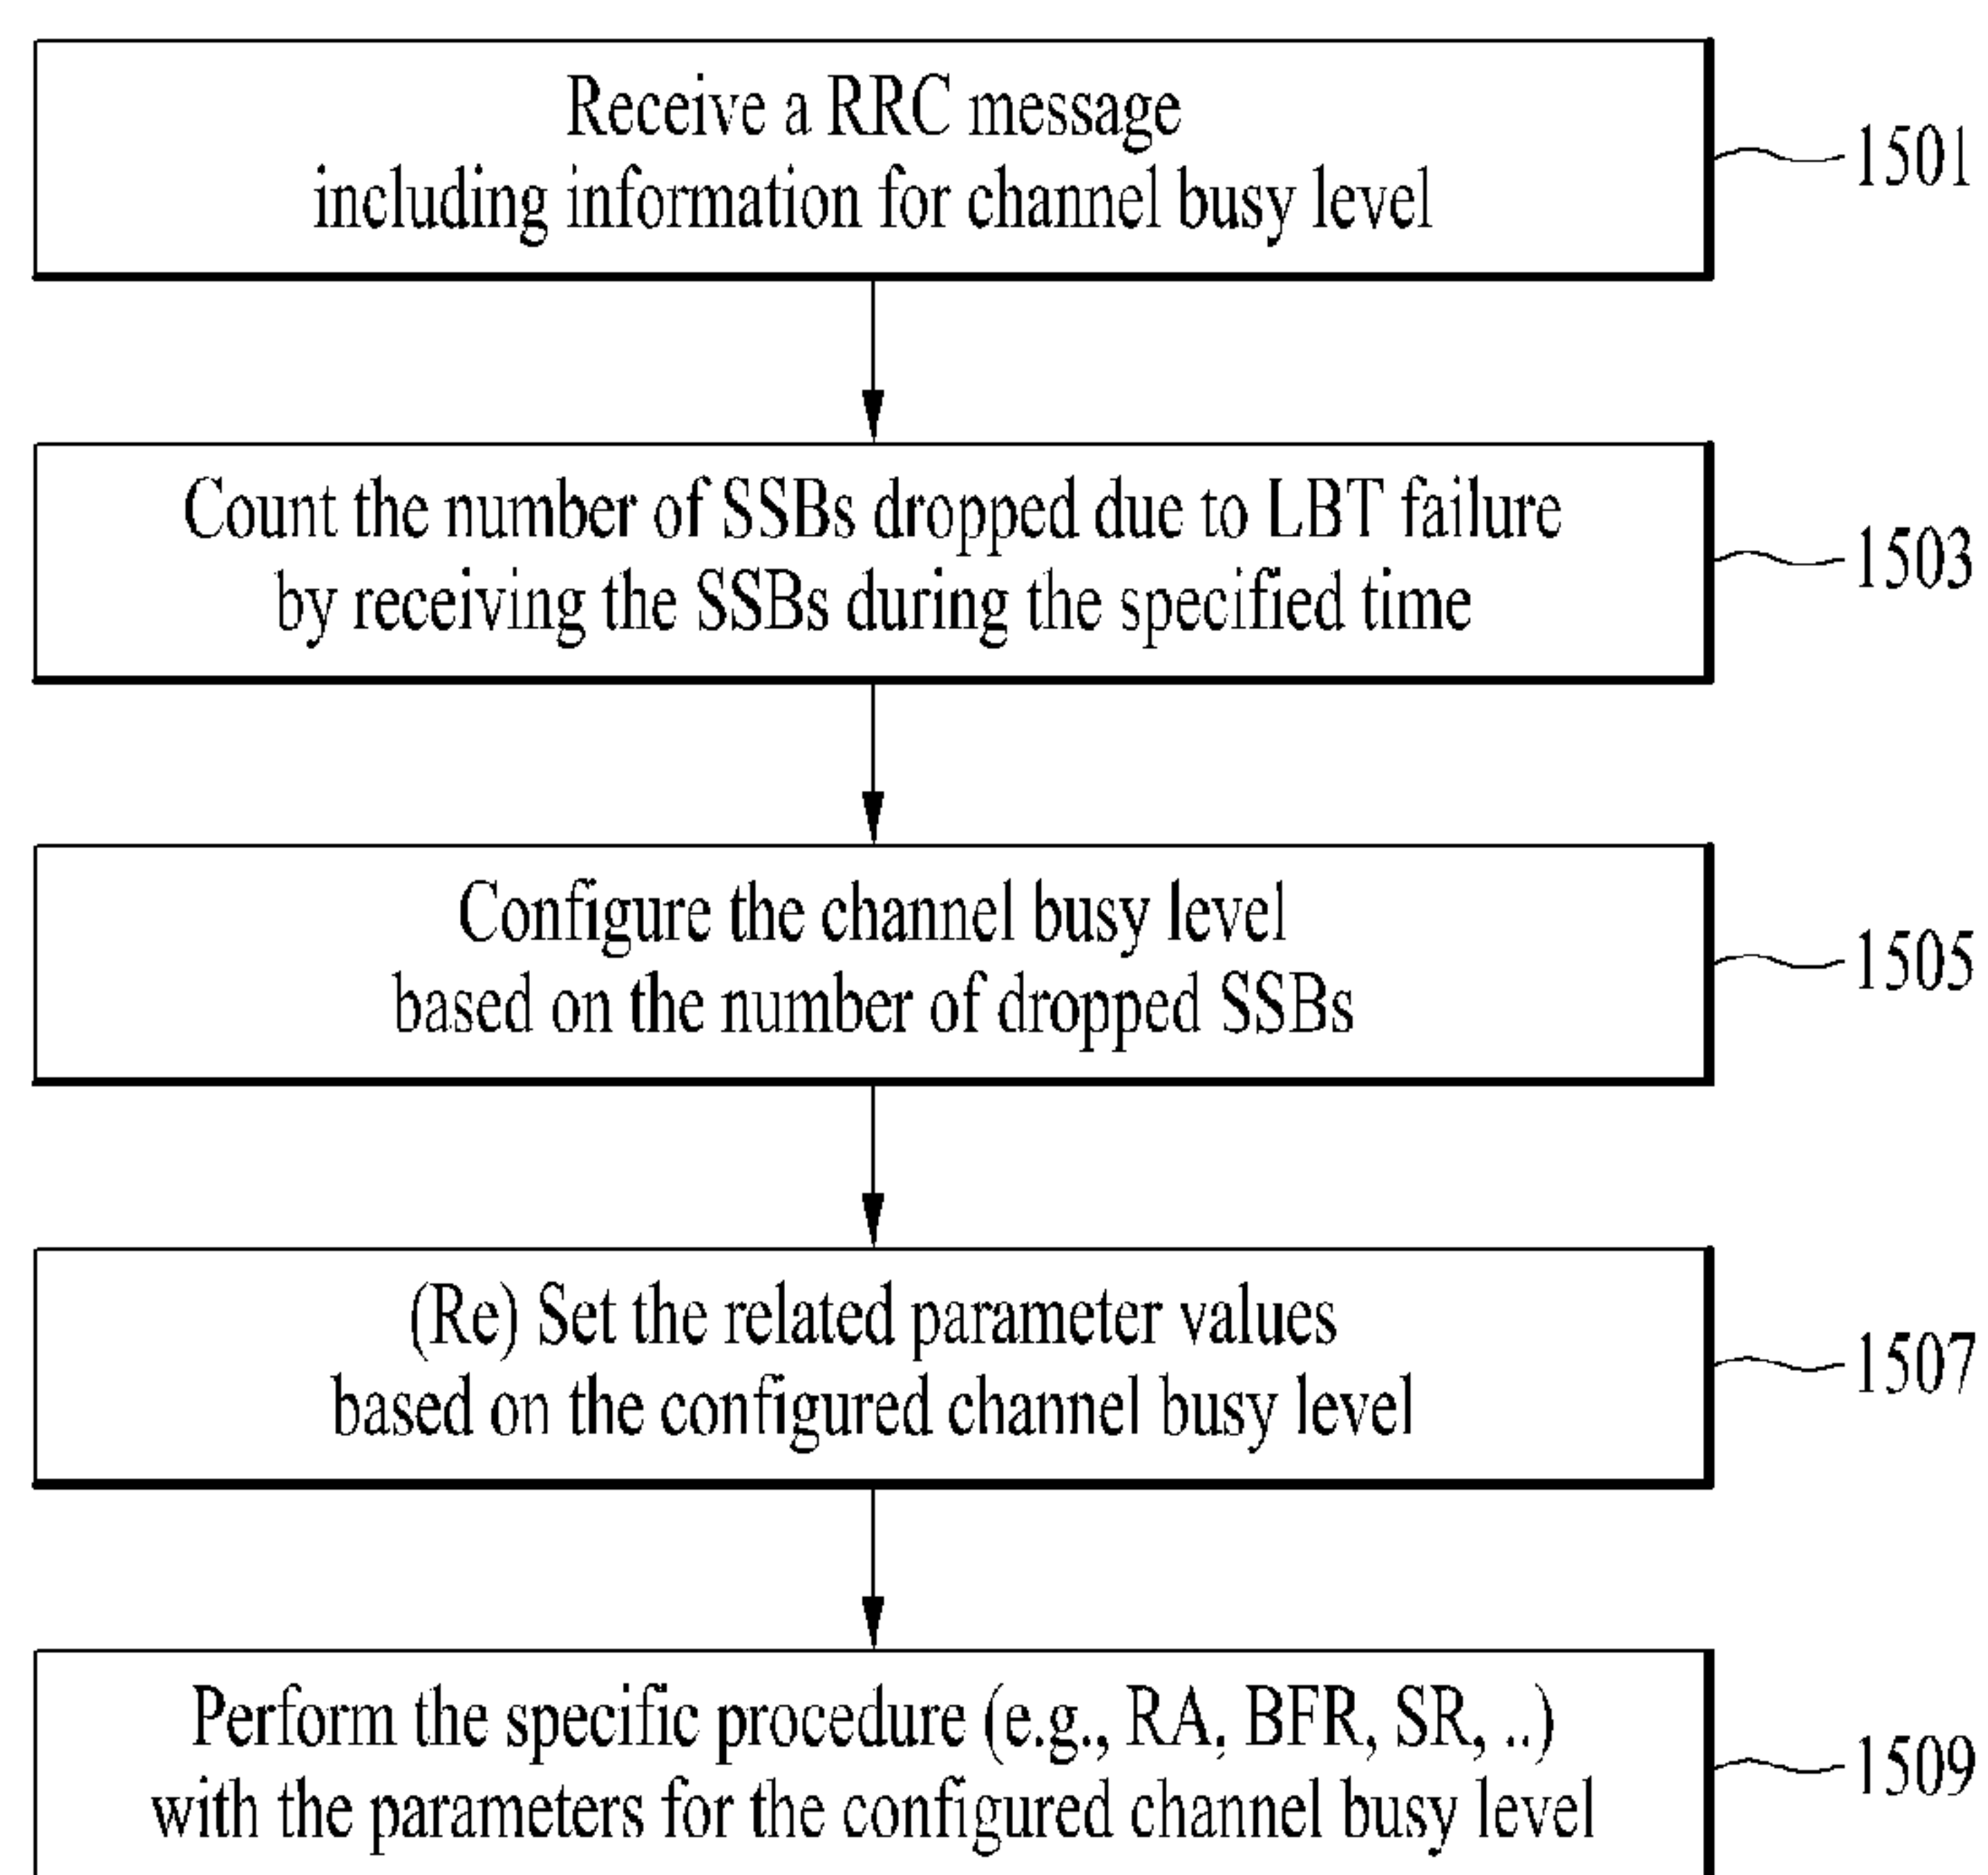 Receive a RRC message
including information for channel busy level
1501
Count the number of SSBs dropped due to LBT failure
by receiving the SSBs during the specified time
1503
Configure the channel busy level
based on the number of dropped SSBs
1505
(Re) Set the related parameter values
based on the configured channel busy level
1507
Perform the specific procedure (e.g., RA, BFR, SR, ..)
with the parameters for the configured channel busy level
1509